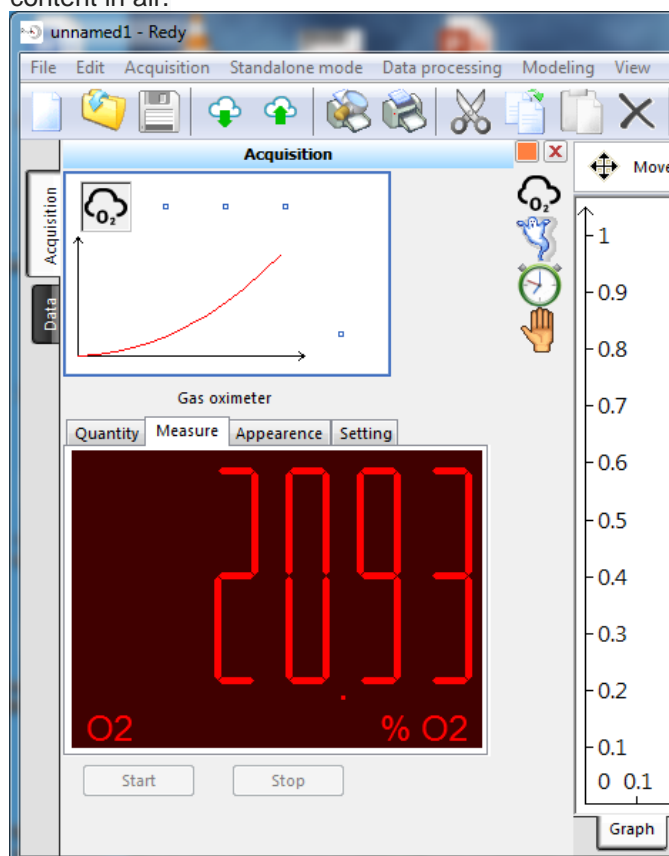 content in air.
unnamed1 - Redy
File Edit Acquisition Standalone mode Data processing Modeling View
Acquisition
Move
Acquisition
Data
O2
Gas oximeter
Quantity Measure Appearence Setting
20.93
O2 % O2
Start Stop
1
0.9
0.8
0.7
0.6
0.5
0.4
0.3
0.2
0.1
0 0.1
Graph